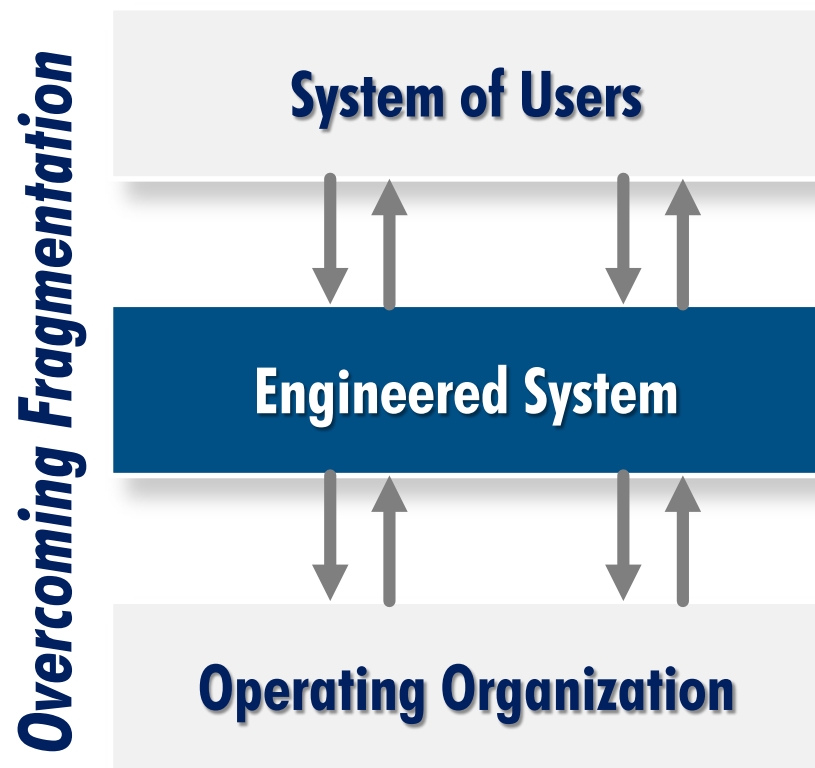 Overcoming Fragmentation
System of Users
Engineered System
Operating Organization